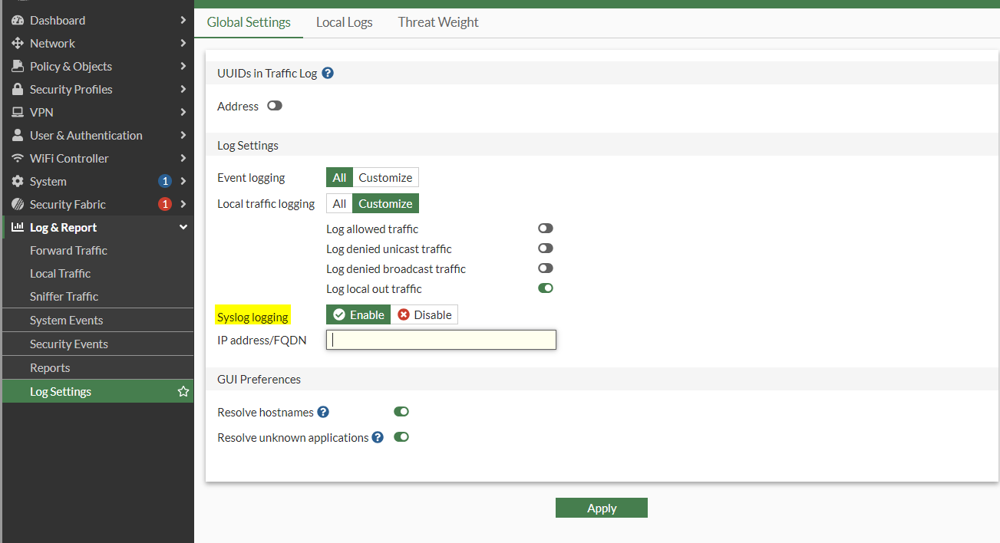 Dashboard
Network
Policy & Objects
Security Profiles
VPN
User & Authentication
WiFi Controller
System 1
Security Fabric 1
Log & Report
Forward Traffic
Local Traffic
Sniffer Traffic
System Events
Security Events
Reports
Log Settings
Global Settings Local Logs Threat Weight
UUIDs in Traffic Log ?
Address
Log Settings
Event logging All Customize
Local traffic logging All Customize
Log allowed traffic
Log denied unicast traffic
Log denied broadcast traffic
Log local out traffic
Syslog logging Enable Disable
IP address/FQDN
GUI Preferences
Resolve hostnames ?
Resolve unknown applications ?
Apply